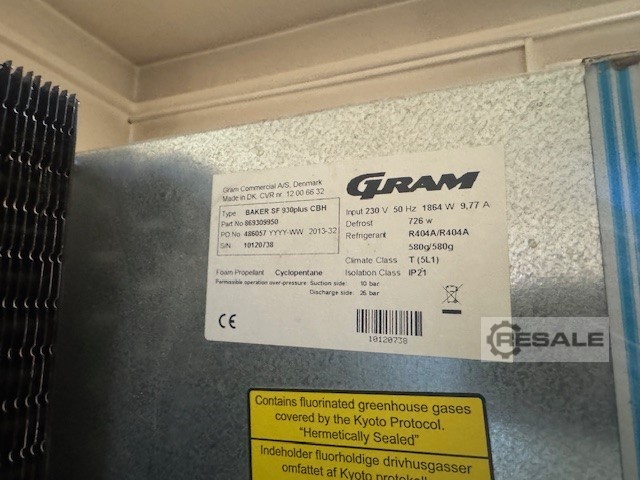 Gram Commercial A/S, Denmark
Made in DK, CVR nr. 12 00 66 32
GRAM
Type BAKER SF 930plus CBH
Part No 869309950
PO No 486057 YYYY-WW 2013-32
S/N 10120738
Input 230 V 50 Hz 1864 W 9,77 A
Defrost 726 w
Refrigerant R404A/R404A
580g/580g
Climate Class T (5L1)
Isolation Class IP21
Foam Propellant Cyclopentane
Permissible operation over-pressure: Suction side: 10 bar
Discharge side: 25 bar
CE
10120738
RESALE
Contains fluorinated greenhouse gases
covered by the Kyoto Protocol.
"Hermetically Sealed"
Indeholder fluorholdige drivhusgasser
omfattet af Kyoto protokol